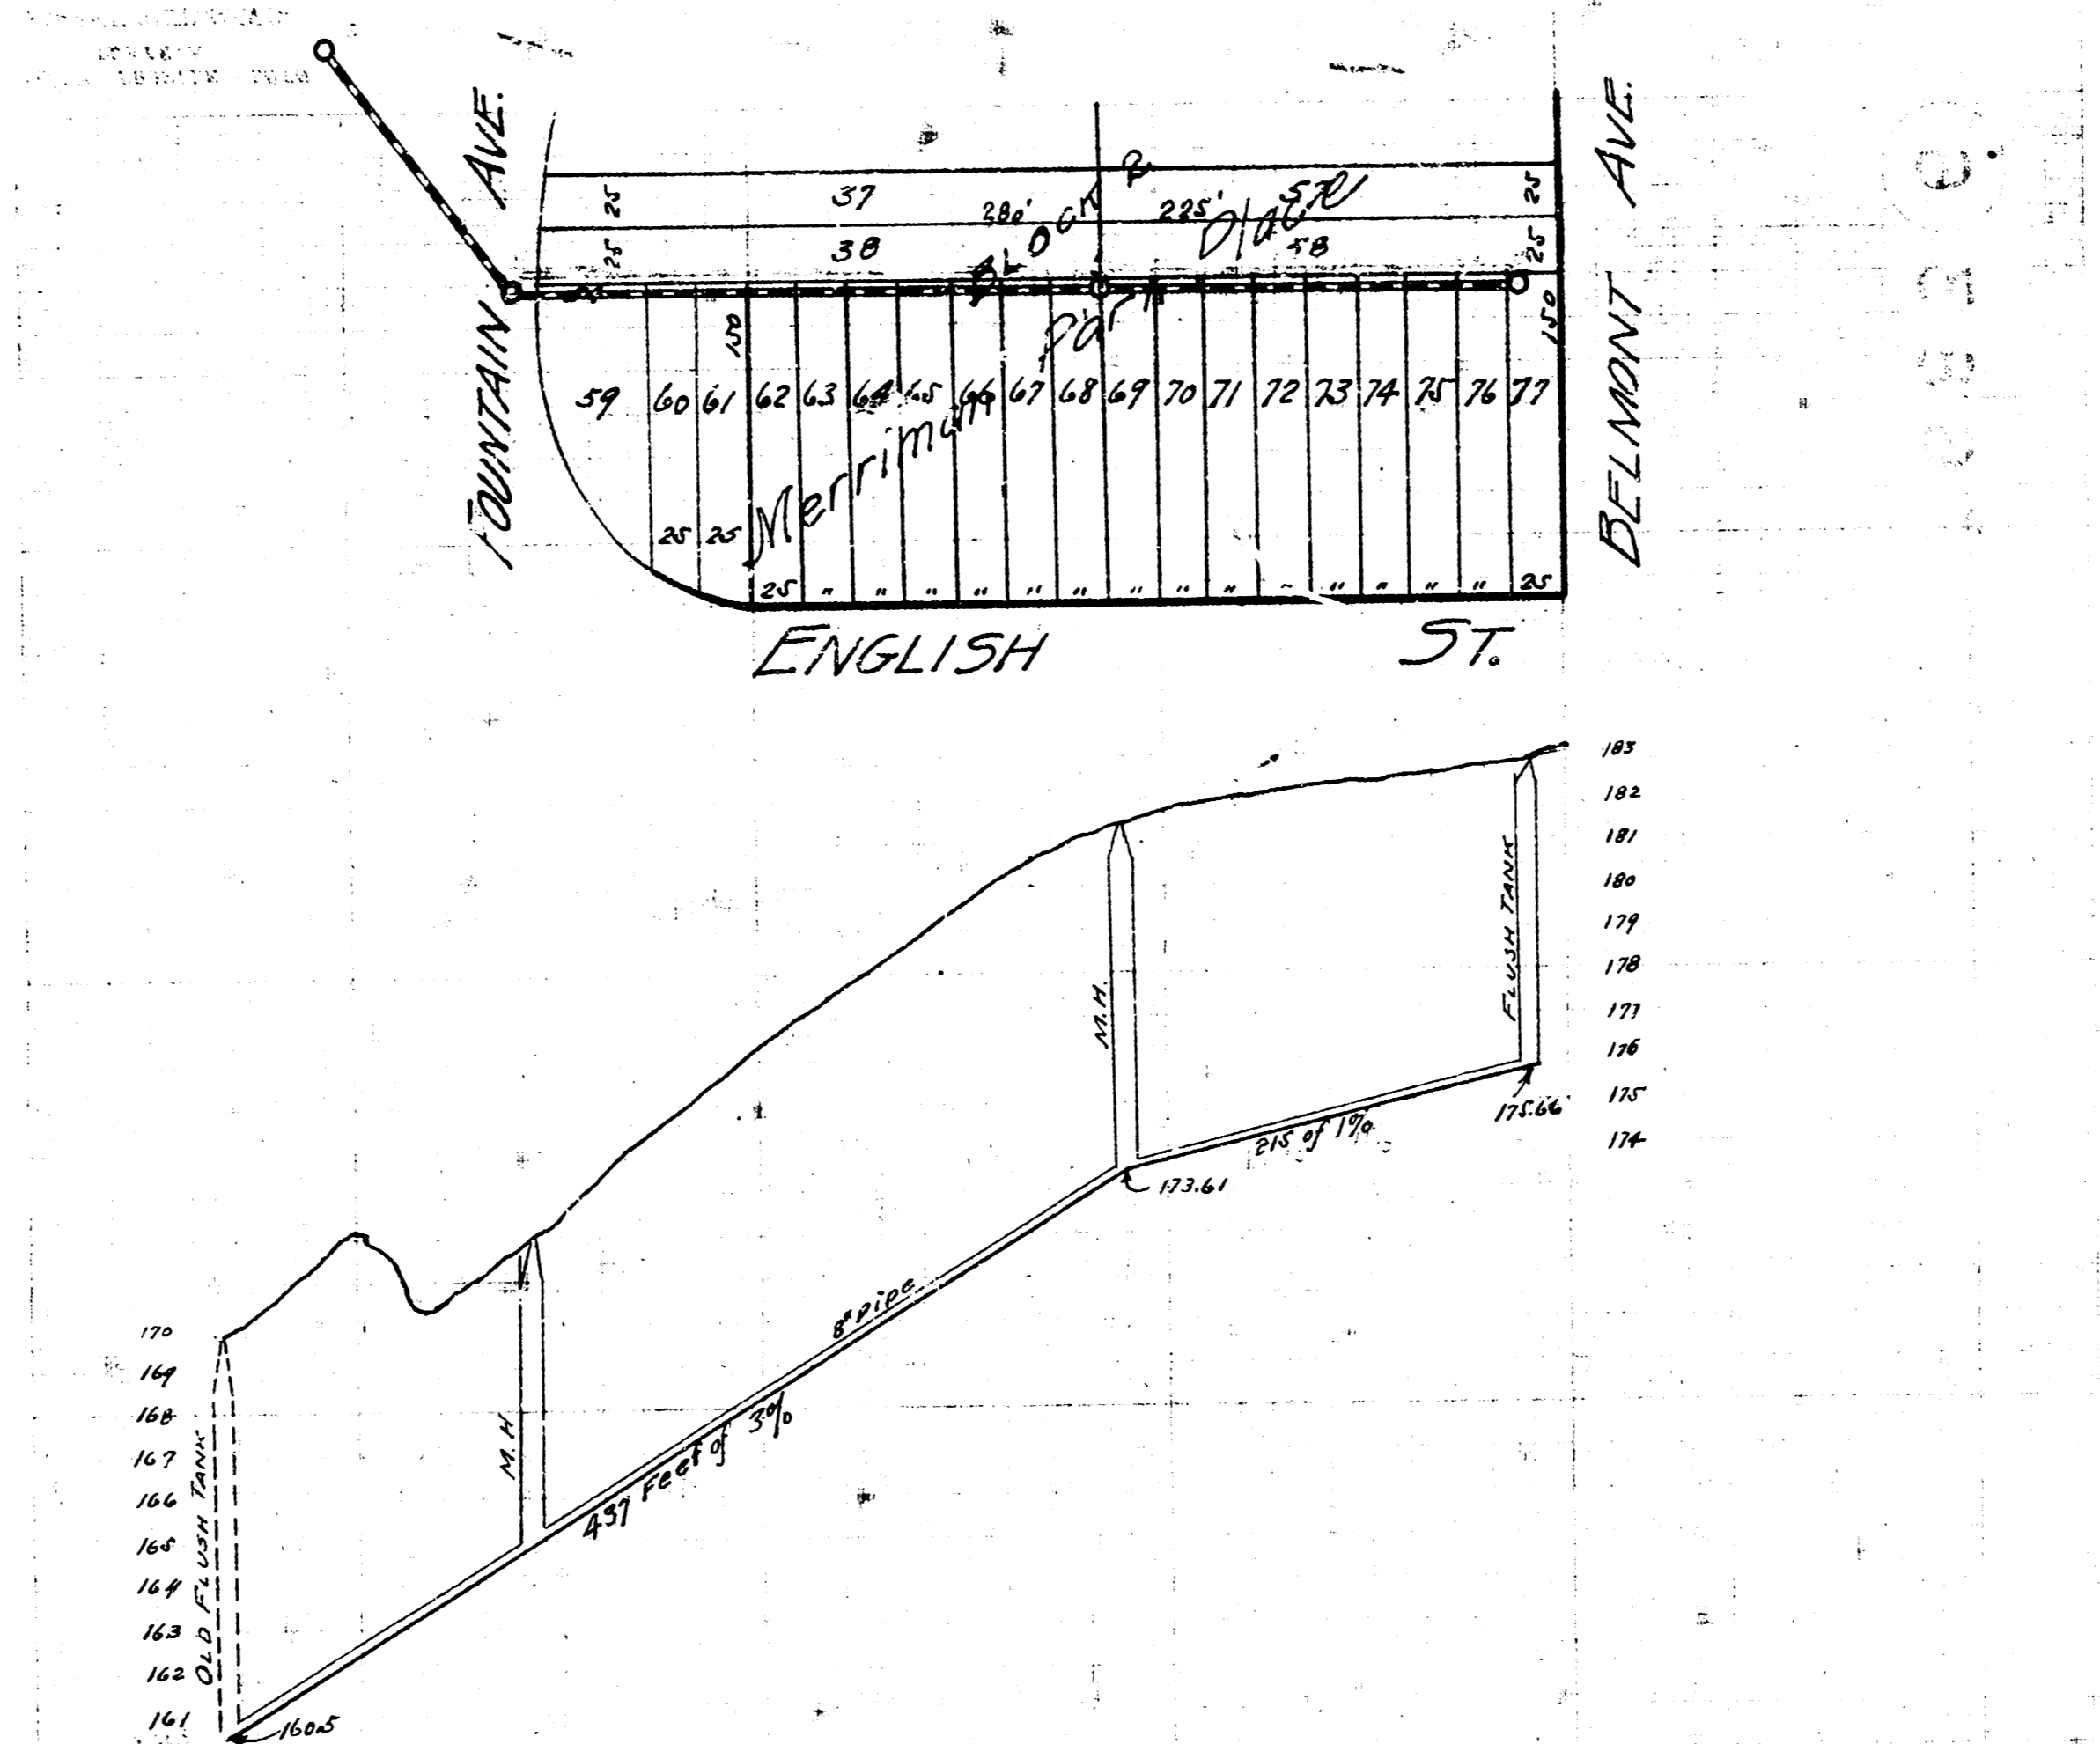 FOUNTAIN AVE.
BELMONT AVE.
ENGLISH ST.
BLOCK B
Merriman Park Place
25 37 280' 225' 57 25
25 38 58 25
150 150
59 60 61 62 63 64 65 66 67 68 69 70 71 72 73 74 75 76 77
25 25
25 " " " " " " " " " " " " " " 25
183
182
181
180
179
178
177
176
175
174
FLUSH TANK
M.H.
175.66
215 of 1%
173.61
8" pipe
437 Feet of 3%
M.H
OLD FLUSH TANK
170
169
168
167
166
165
164
163
162
161
160.5